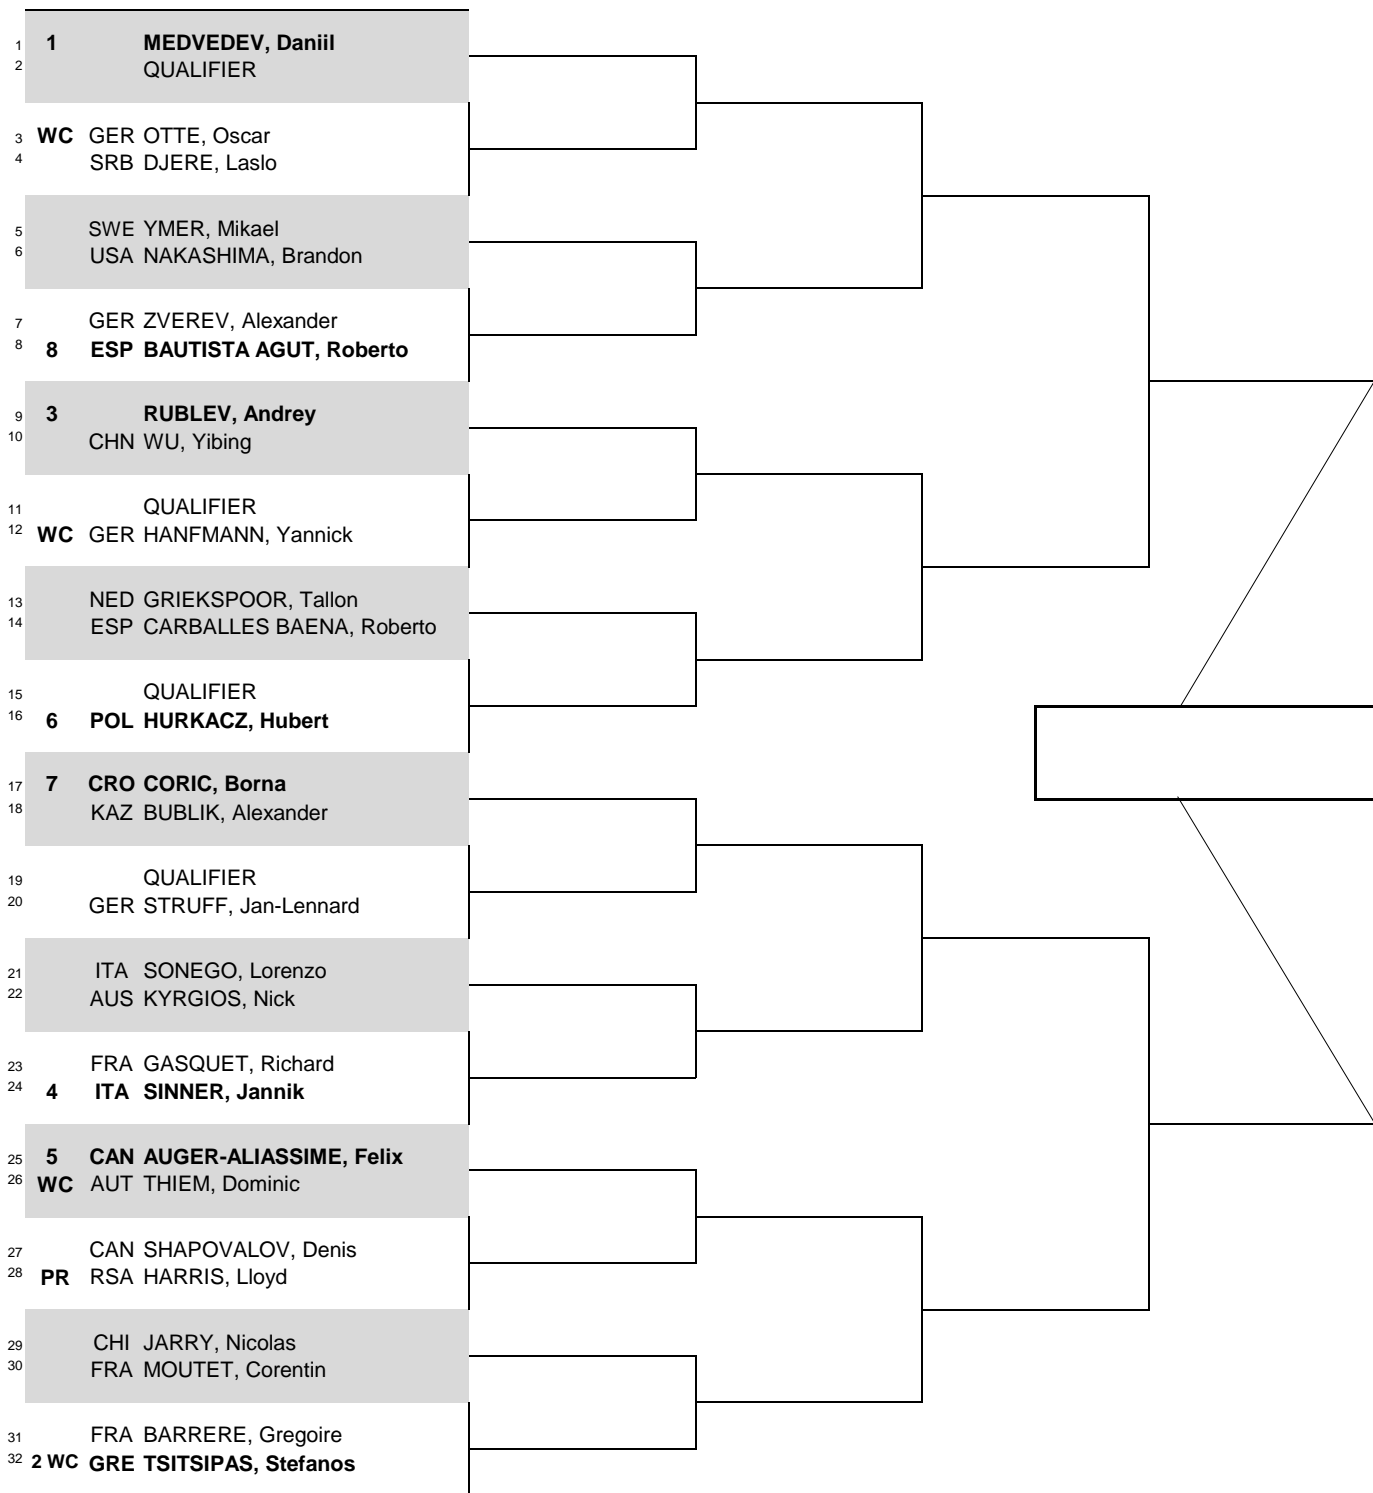 1 1 MEDVEDEV, Daniil
2 QUALIFIER
3 WC GER OTTE, Oscar
4 SRB DJERE, Laslo
5 SWE YMER, Mikael
6 USA NAKASHIMA, Brandon
7 GER ZVEREV, Alexander
8 8 ESP BAUTISTA AGUT, Roberto
9 3 RUBLEV, Andrey
10 CHN WU, Yibing
11 QUALIFIER
12 WC GER HANFMANN, Yannick
13 NED GRIEKSPOOR, Tallon
14 ESP CARBALLES BAENA, Roberto
15 QUALIFIER
16 6 POL HURKACZ, Hubert
17 7 CRO CORIC, Borna
18 KAZ BUBLIK, Alexander
19 QUALIFIER
20 GER STRUFF, Jan-Lennard
21 ITA SONEGO, Lorenzo
22 AUS KYRGIOS, Nick
23 FRA GASQUET, Richard
24 4 ITA SINNER, Jannik
25 5 CAN AUGER-ALIASSIME, Felix
26 WC AUT THIEM, Dominic
27 CAN SHAPOVALOV, Denis
28 PR RSA HARRIS, Lloyd
29 CHI JARRY, Nicolas
30 FRA MOUTET, Corentin
31 FRA BARRERE, Gregoire
32 2 WC GRE TSITSIPAS, Stefanos